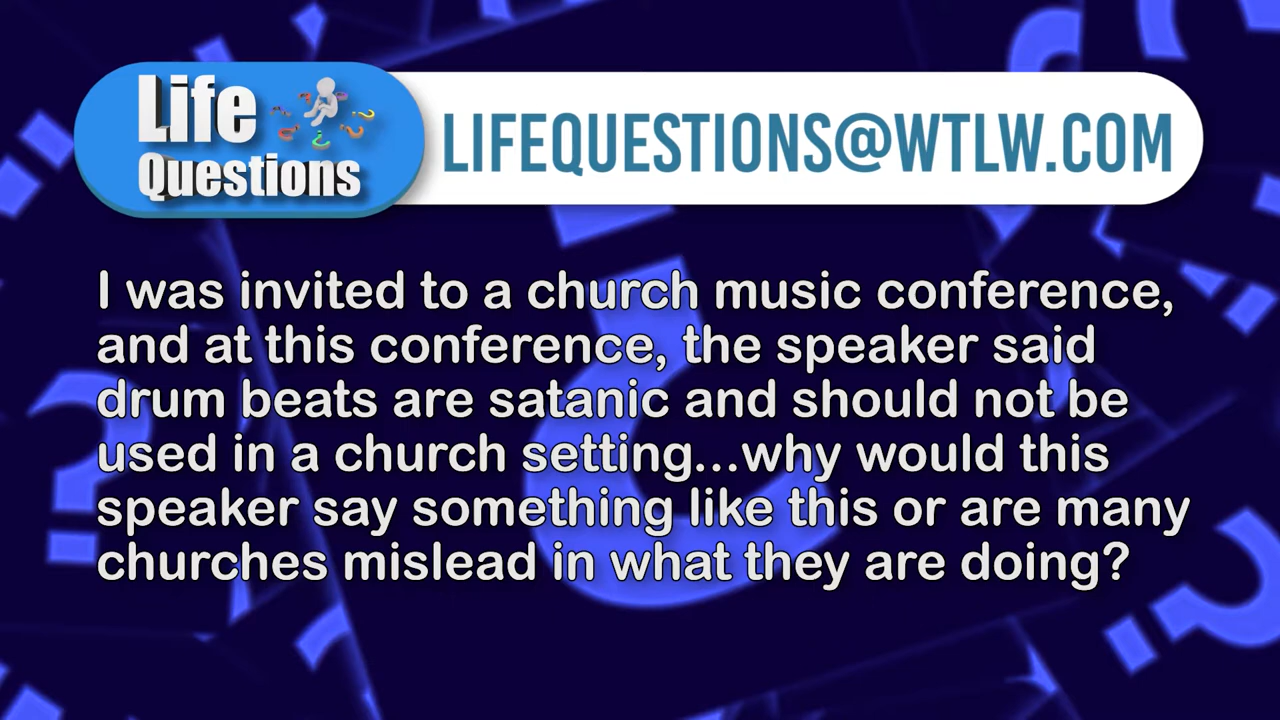 Life
Questions
LIFEQUESTIONS@WTLW.COM
I was invited to a church music conference,
and at this conference, the speaker said
drum beats are satanic and should not be
used in a church setting...why would this
speaker say something like this or are many
churches mislead in what they are doing?